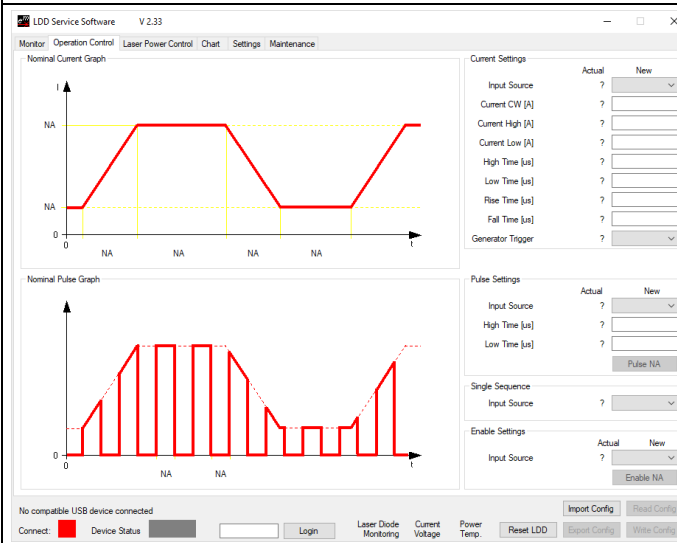 LDD Service Software V 2.33
Monitor Operation Control Laser Power Control Chart Settings Maintenance
Nominal Current Graph
I
NA
NA
0
0
t
NA NA NA NA
Current Settings
Actual New
Input Source ?
Current CW [A] ?
Current High [A] ?
Current Low [A] ?
High Time [us] ?
Low Time [us] ?
Rise Time [us] ?
Fall Time [us] ?
Generator Trigger ?
Nominal Pulse Graph
0
0
t
NA NA
Pulse Settings
Actual New
Input Source ?
High Time [us] ?
Low Time [us] ?
Pulse NA
Single Sequence
Input Source ?
Enable Settings
Actual New
Input Source ?
Enable NA
No compatible USB device connected
Import Config Read Config
Connect: Device Status Login Laser Diode Monitoring Current Voltage Power Temp. Reset LDD Export Config Write Config